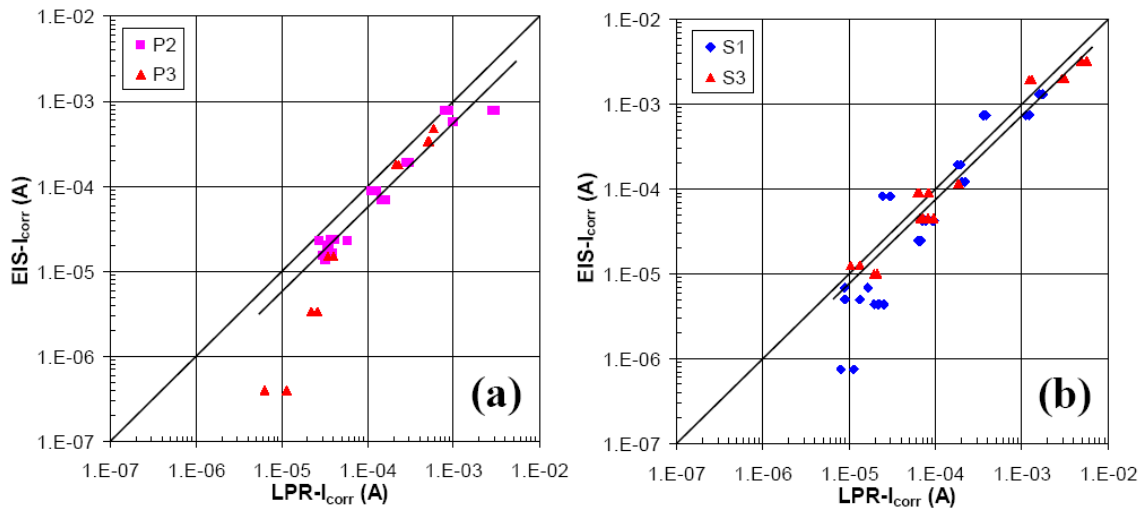 1.E-02
1.E-03
1.E-04
1.E-05
1.E-06
1.E-07
EIS-Icorr (A)
P2
P3
(a)
1.E-07 1.E-06 1.E-05 1.E-04 1.E-03 1.E-02
LPR-Icorr (A)
1.E-02
1.E-03
1.E-04
1.E-05
1.E-06
1.E-07
EIS-Icorr (A)
S1
S3
(b)
1.E-07 1.E-06 1.E-05 1.E-04 1.E-03 1.E-02
LPR-Icorr (A)